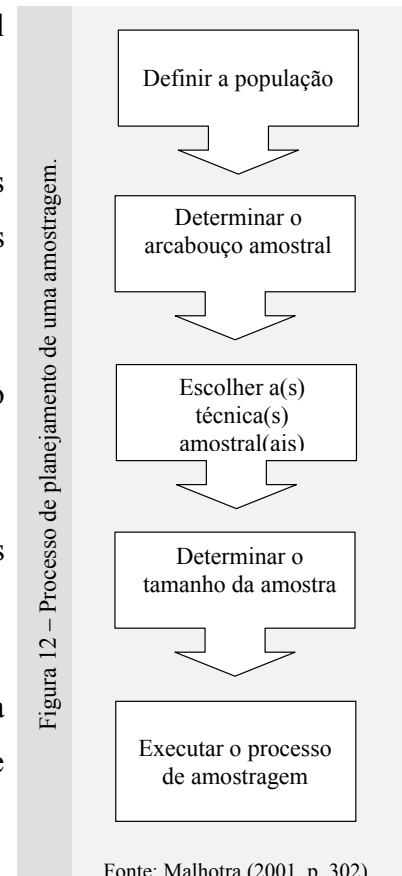 Figura 12 – Processo de planejamento de uma amostragem.
Definir a população
Determinar o
arcabouço amostral
Escolher a(s)
técnica(s)
amostral(ais)
Determinar o
tamanho da amostra
Executar o processo
de amostragem
Fonte: Malhotra (2001, p. 302)